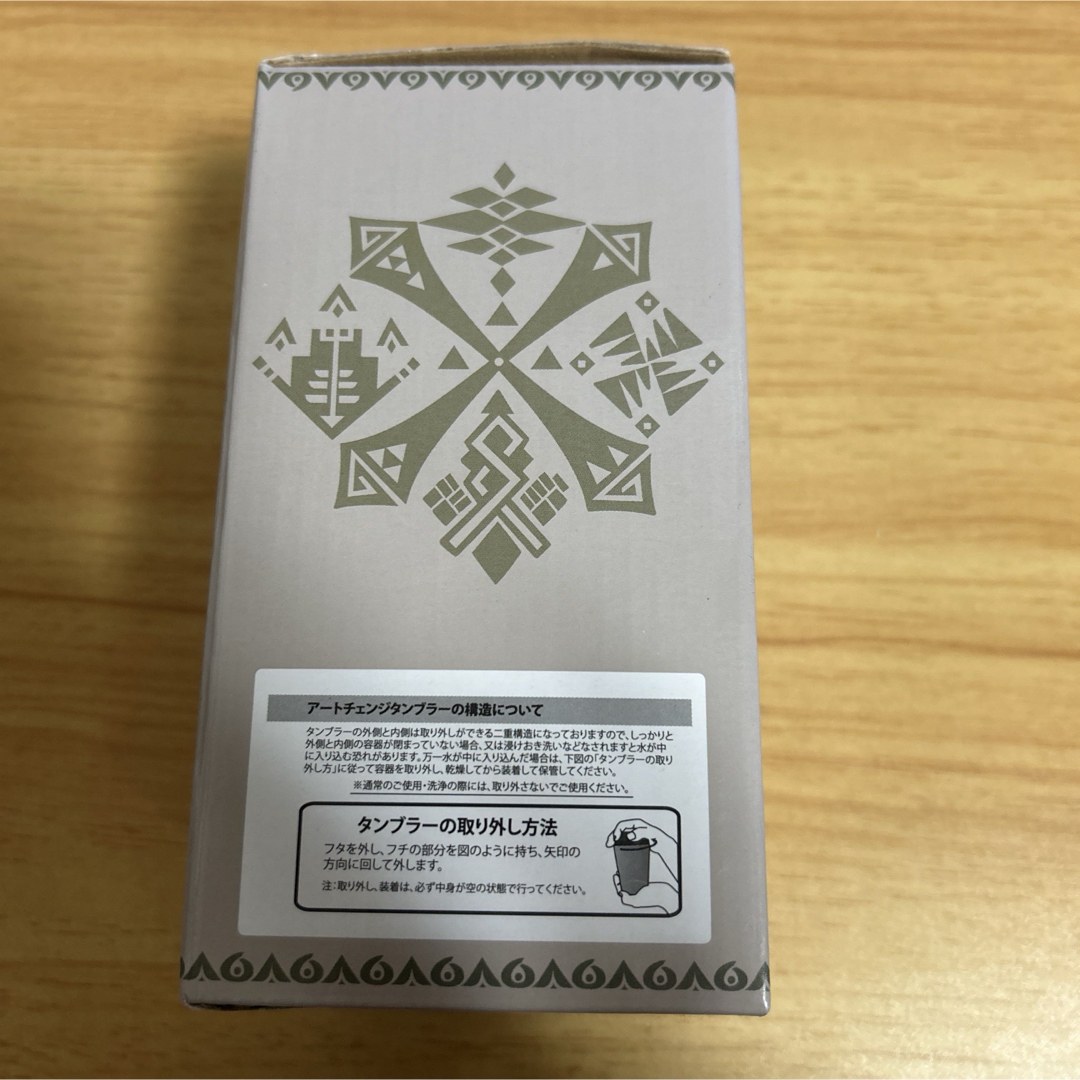 アートチェンジタンブラーの構造について
タンブラーの外側と内側は取り外しができる二重構造になっておりますので、しっかりと
外側と内側の容器が閉まっていない場合、又は浸けおき洗いなどなされますと水が中
に入り込む恐れがあります。万一水が中に入り込んだ場合は、下図の「タンブラーの取り
外し方」に従って容器を取り外し、乾燥してから装着して保管してください。
※通常のご使用・洗浄の際には、取り外さないでご使用ください。
タンブラーの取り外し方法
フタを外し、フチの部分を図のように持ち、矢印の
方向に回して外します。
注：取り外し、装着は、必ず中身が空の状態で行ってください。